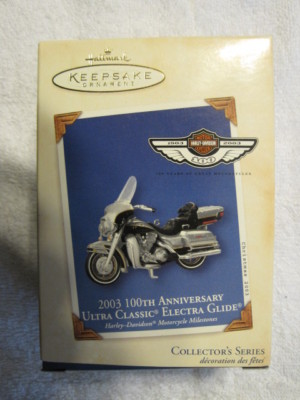 Hallmark
KEEPSAKE
ORNAMENT
1903 HARLEY-DAVIDSON 2003
100
2003 100TH ANNIVERSARY
ULTRA CLASSIC® ELECTRA GLIDE®
Harley-Davidson® Motorcycle Milestones
COLLECTOR'S SERIES
décoration des fêtes